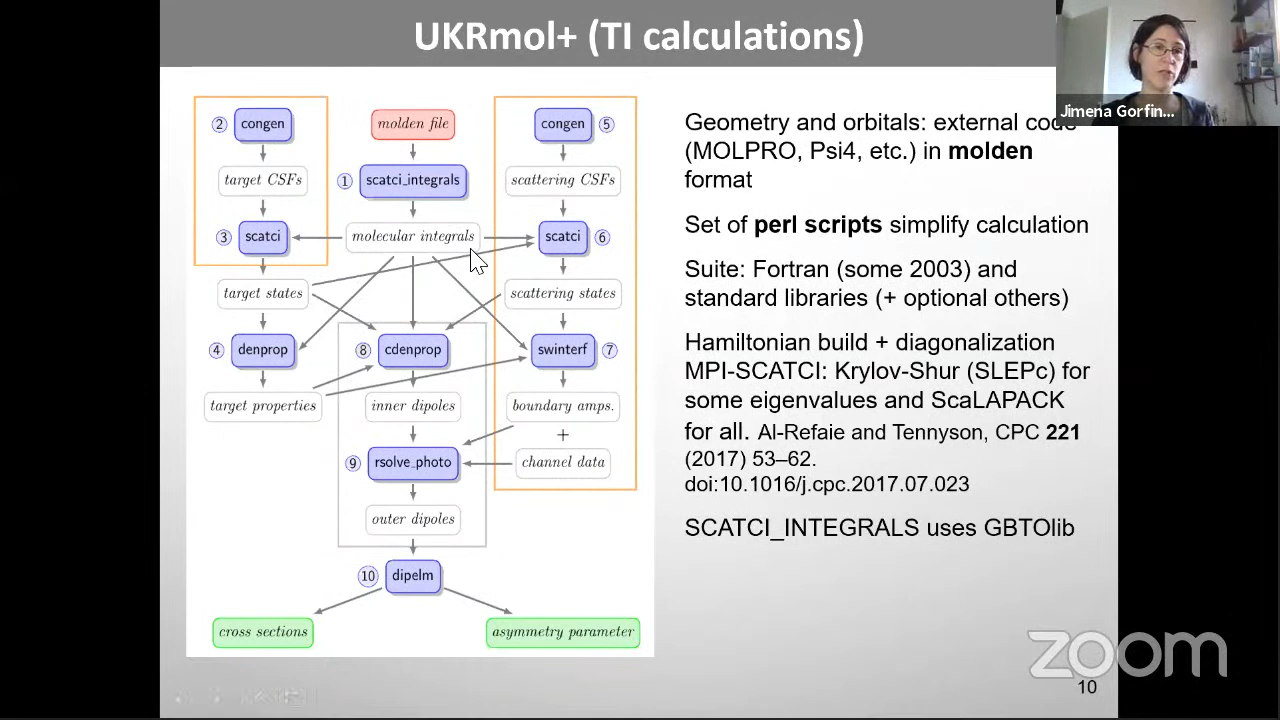 UKRmol+ (TI calculations)
Jimena Gorfin...
② congen
molden file
congen ⑤
target CSFs
① scatci_integrals
scattering CSFs
③ scatci
molecular integrals
scatci ⑥
target states
scattering states
④ denprop
⑧ cdenprop
swinterf ⑦
target properties
inner dipoles
boundary amps.
+
⑨ rsolve_photo
channel data
outer dipoles
⑩ dipelm
cross sections
asymmetry parameter
Geometry and orbitals: external code
(MOLPRO, Psi4, etc.) in molden
format
Set of perl scripts simplify calculation
Suite: Fortran (some 2003) and
standard libraries (+ optional others)
Hamiltonian build + diagonalization
MPI-SCATCI: Krylov-Shur (SLEPc) for
some eigenvalues and ScaLAPACK
for all. Al-Refaie and Tennyson, CPC 221
(2017) 53–62.
doi:10.1016/j.cpc.2017.07.023
SCATCI_INTEGRALS uses GBTOlib
zoom
10